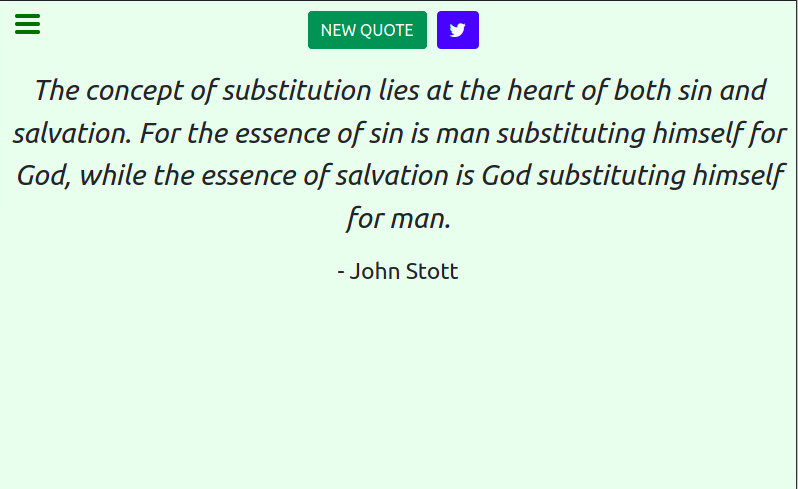 NEW QUOTE
The concept of substitution lies at the heart of both sin and
salvation. For the essence of sin is man substituting himself for
God, while the essence of salvation is God substituting himself
for man.
- John Stott